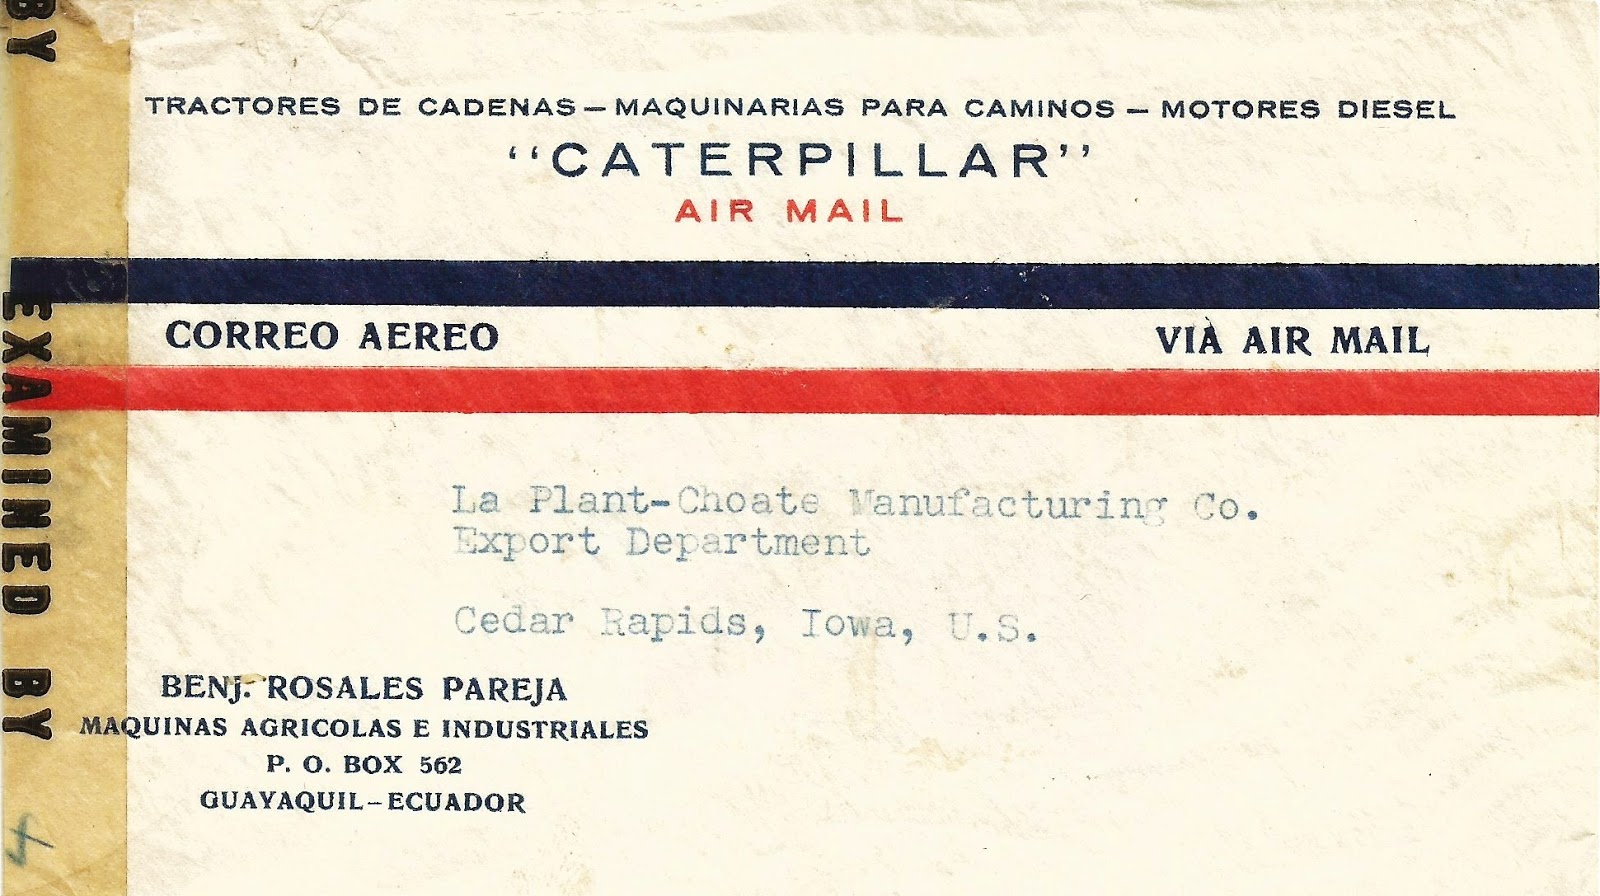 TRACTORES DE CADENAS — MAQUINARIAS PARA CAMINOS — MOTORES DIESEL
“CATERPILLAR”
AIR MAIL
CORREO AEREO VIA AIR MAIL
La Plant-Choate Manufacturing Co.
Export Department
Cedar Rapids, Iowa, U.S.
BENJ. ROSALES PAREJA
MAQUINAS AGRICOLAS E INDUSTRIALES
P. O. BOX 562
GUAYAQUIL–ECUADOR
BY
EXAMINED BY
4